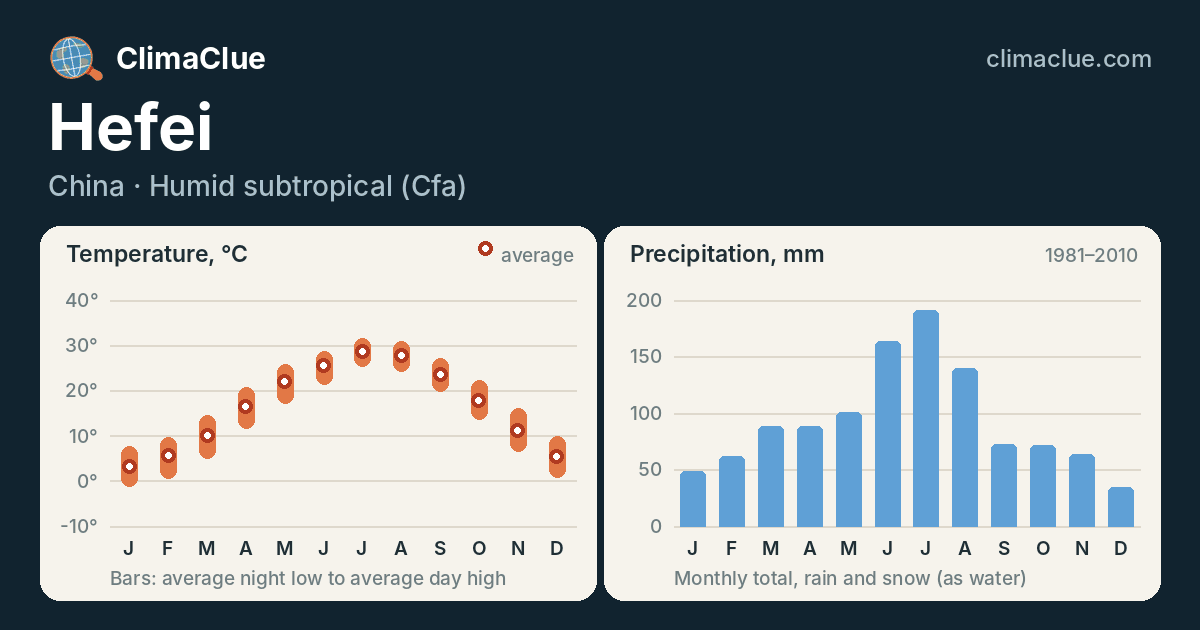 ClimaClue
climaclue.com
Hefei
China · Humid subtropical (Cfa)
Temperature, °C
average
40°
30°
20°
10°
0°
-10°
J F M A M J J A S O N D
Bars: average night low to average day high
Precipitation, mm
1981–2010
200
150
100
50
0
J F M A M J J A S O N D
Monthly total, rain and snow (as water)